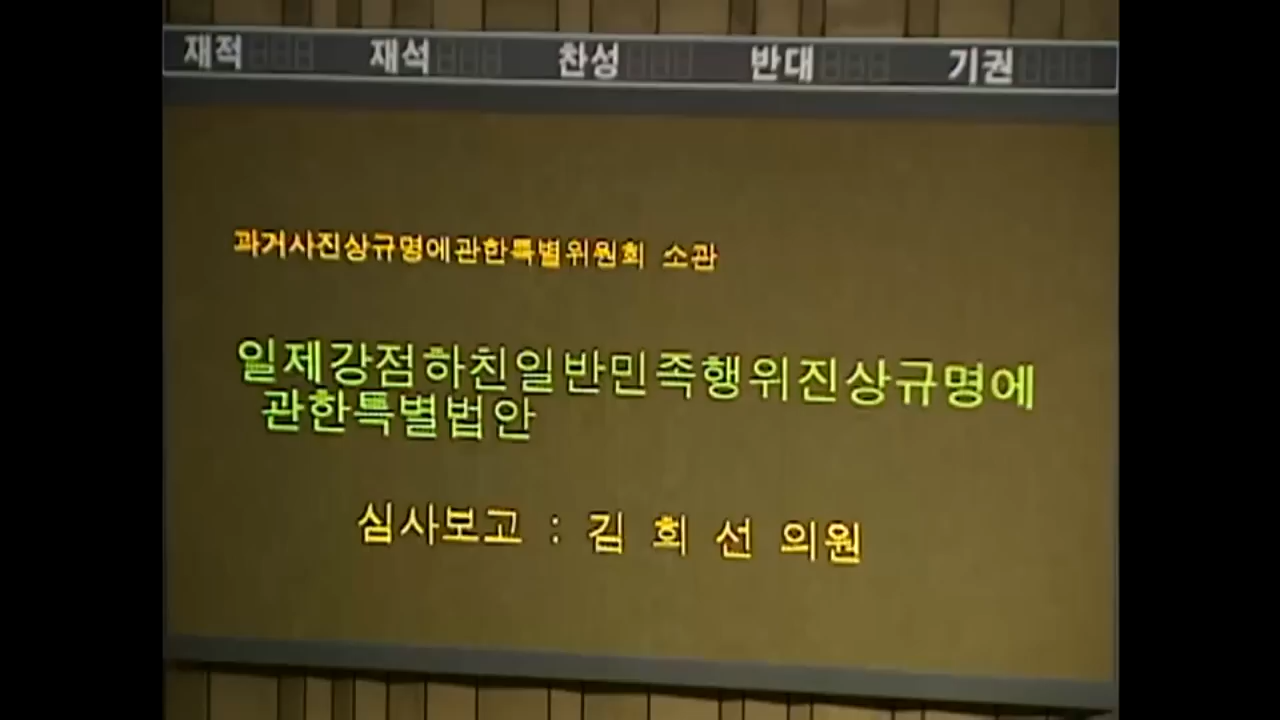 재적 재석 찬성 반대 기권
과거사진상규명에관한특별위원회 소관
일제강점하친일반민족행위진상규명에
관한특별법안
심사보고 : 김 희 선 의원